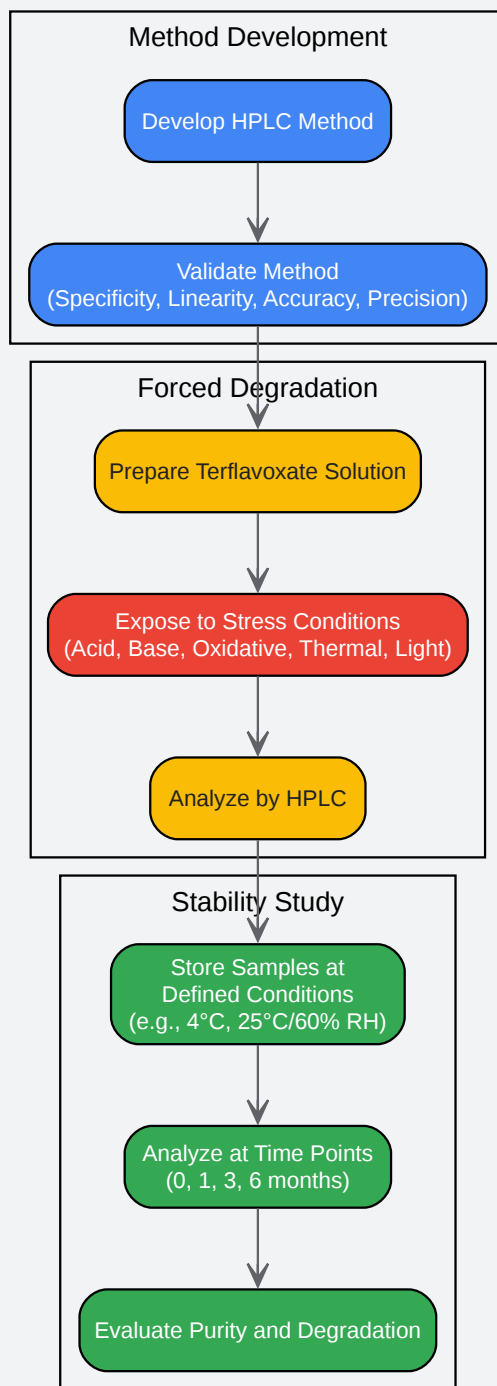 Method Development
Develop HPLC Method
Validate Method
(Specificity, Linearity, Accuracy, Precision)
Forced Degradation
Prepare Terflavoxate Solution
Expose to Stress Conditions
(Acid, Base, Oxidative, Thermal, Light)
Analyze by HPLC
Stability Study
Store Samples at
Defined Conditions
(e.g., 4°C, 25°C/60% RH)
Analyze at Time Points
(0, 1, 3, 6 months)
Evaluate Purity and Degradation